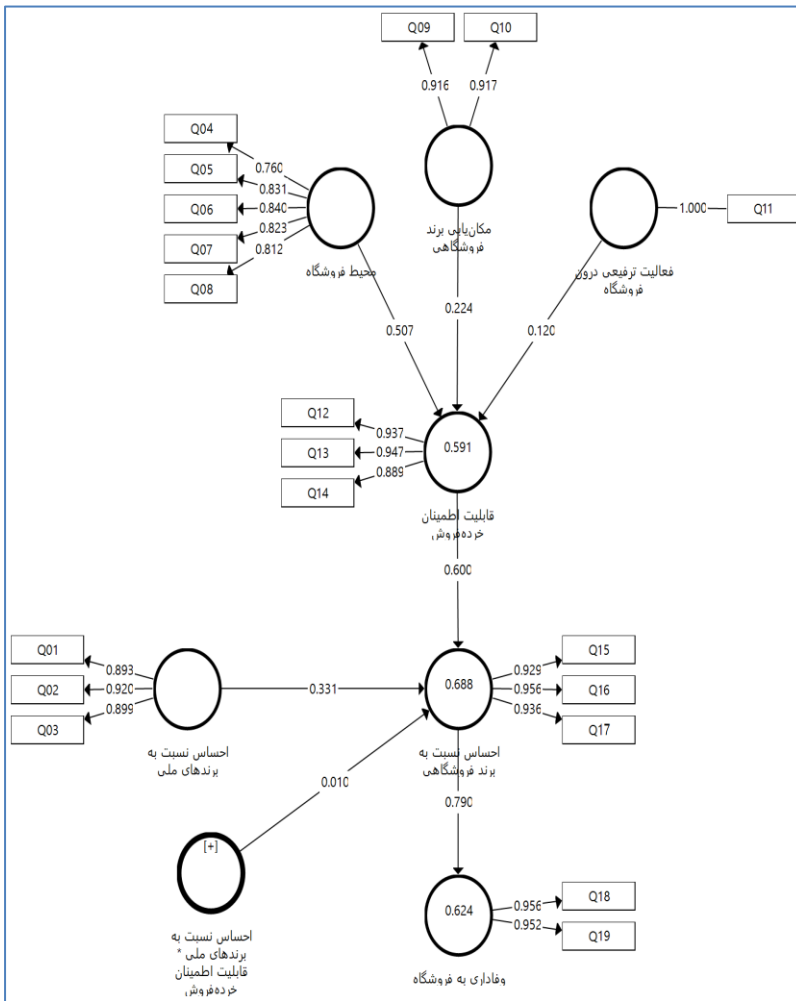 Q09
Q10
0.916
0.917
Q04
Q05
Q06
Q07
Q08
0.760
0.831
0.840
0.823
0.812
محیط فروشگاه
مکان‌یابی برند
فروشگاهی
1.000
Q11
فعالیت ترفیعی درون
فروشگاه
0.507
0.224
0.120
Q12
Q13
Q14
0.937
0.947
0.889
0.591
قابلیت اطمینان
خرده‌فروش
0.600
Q01
Q02
Q03
0.893
0.920
0.899
احساس نسبت به
برندهای ملی
0.331
0.688
احساس نسبت به
برند فروشگاهی
0.929
0.956
0.936
Q15
Q16
Q17
0.010
0.790
[+]
احساس نسبت به
برندهای ملی *
قابلیت اطمینان
خرده‌فروش
0.624
وفاداری به فروشگاه
0.956
0.952
Q18
Q19